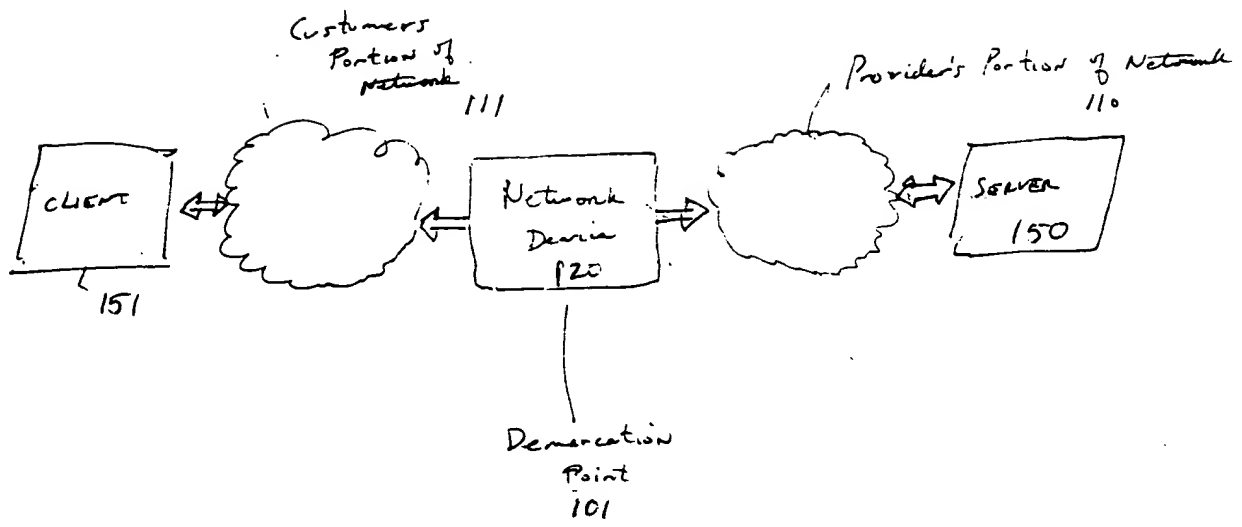 Customers
Portion of
Network
111
Provider's Portion of Network
110
CLIENT
151
Network
Device
120
SERVER
150
Demarcation
Point
101